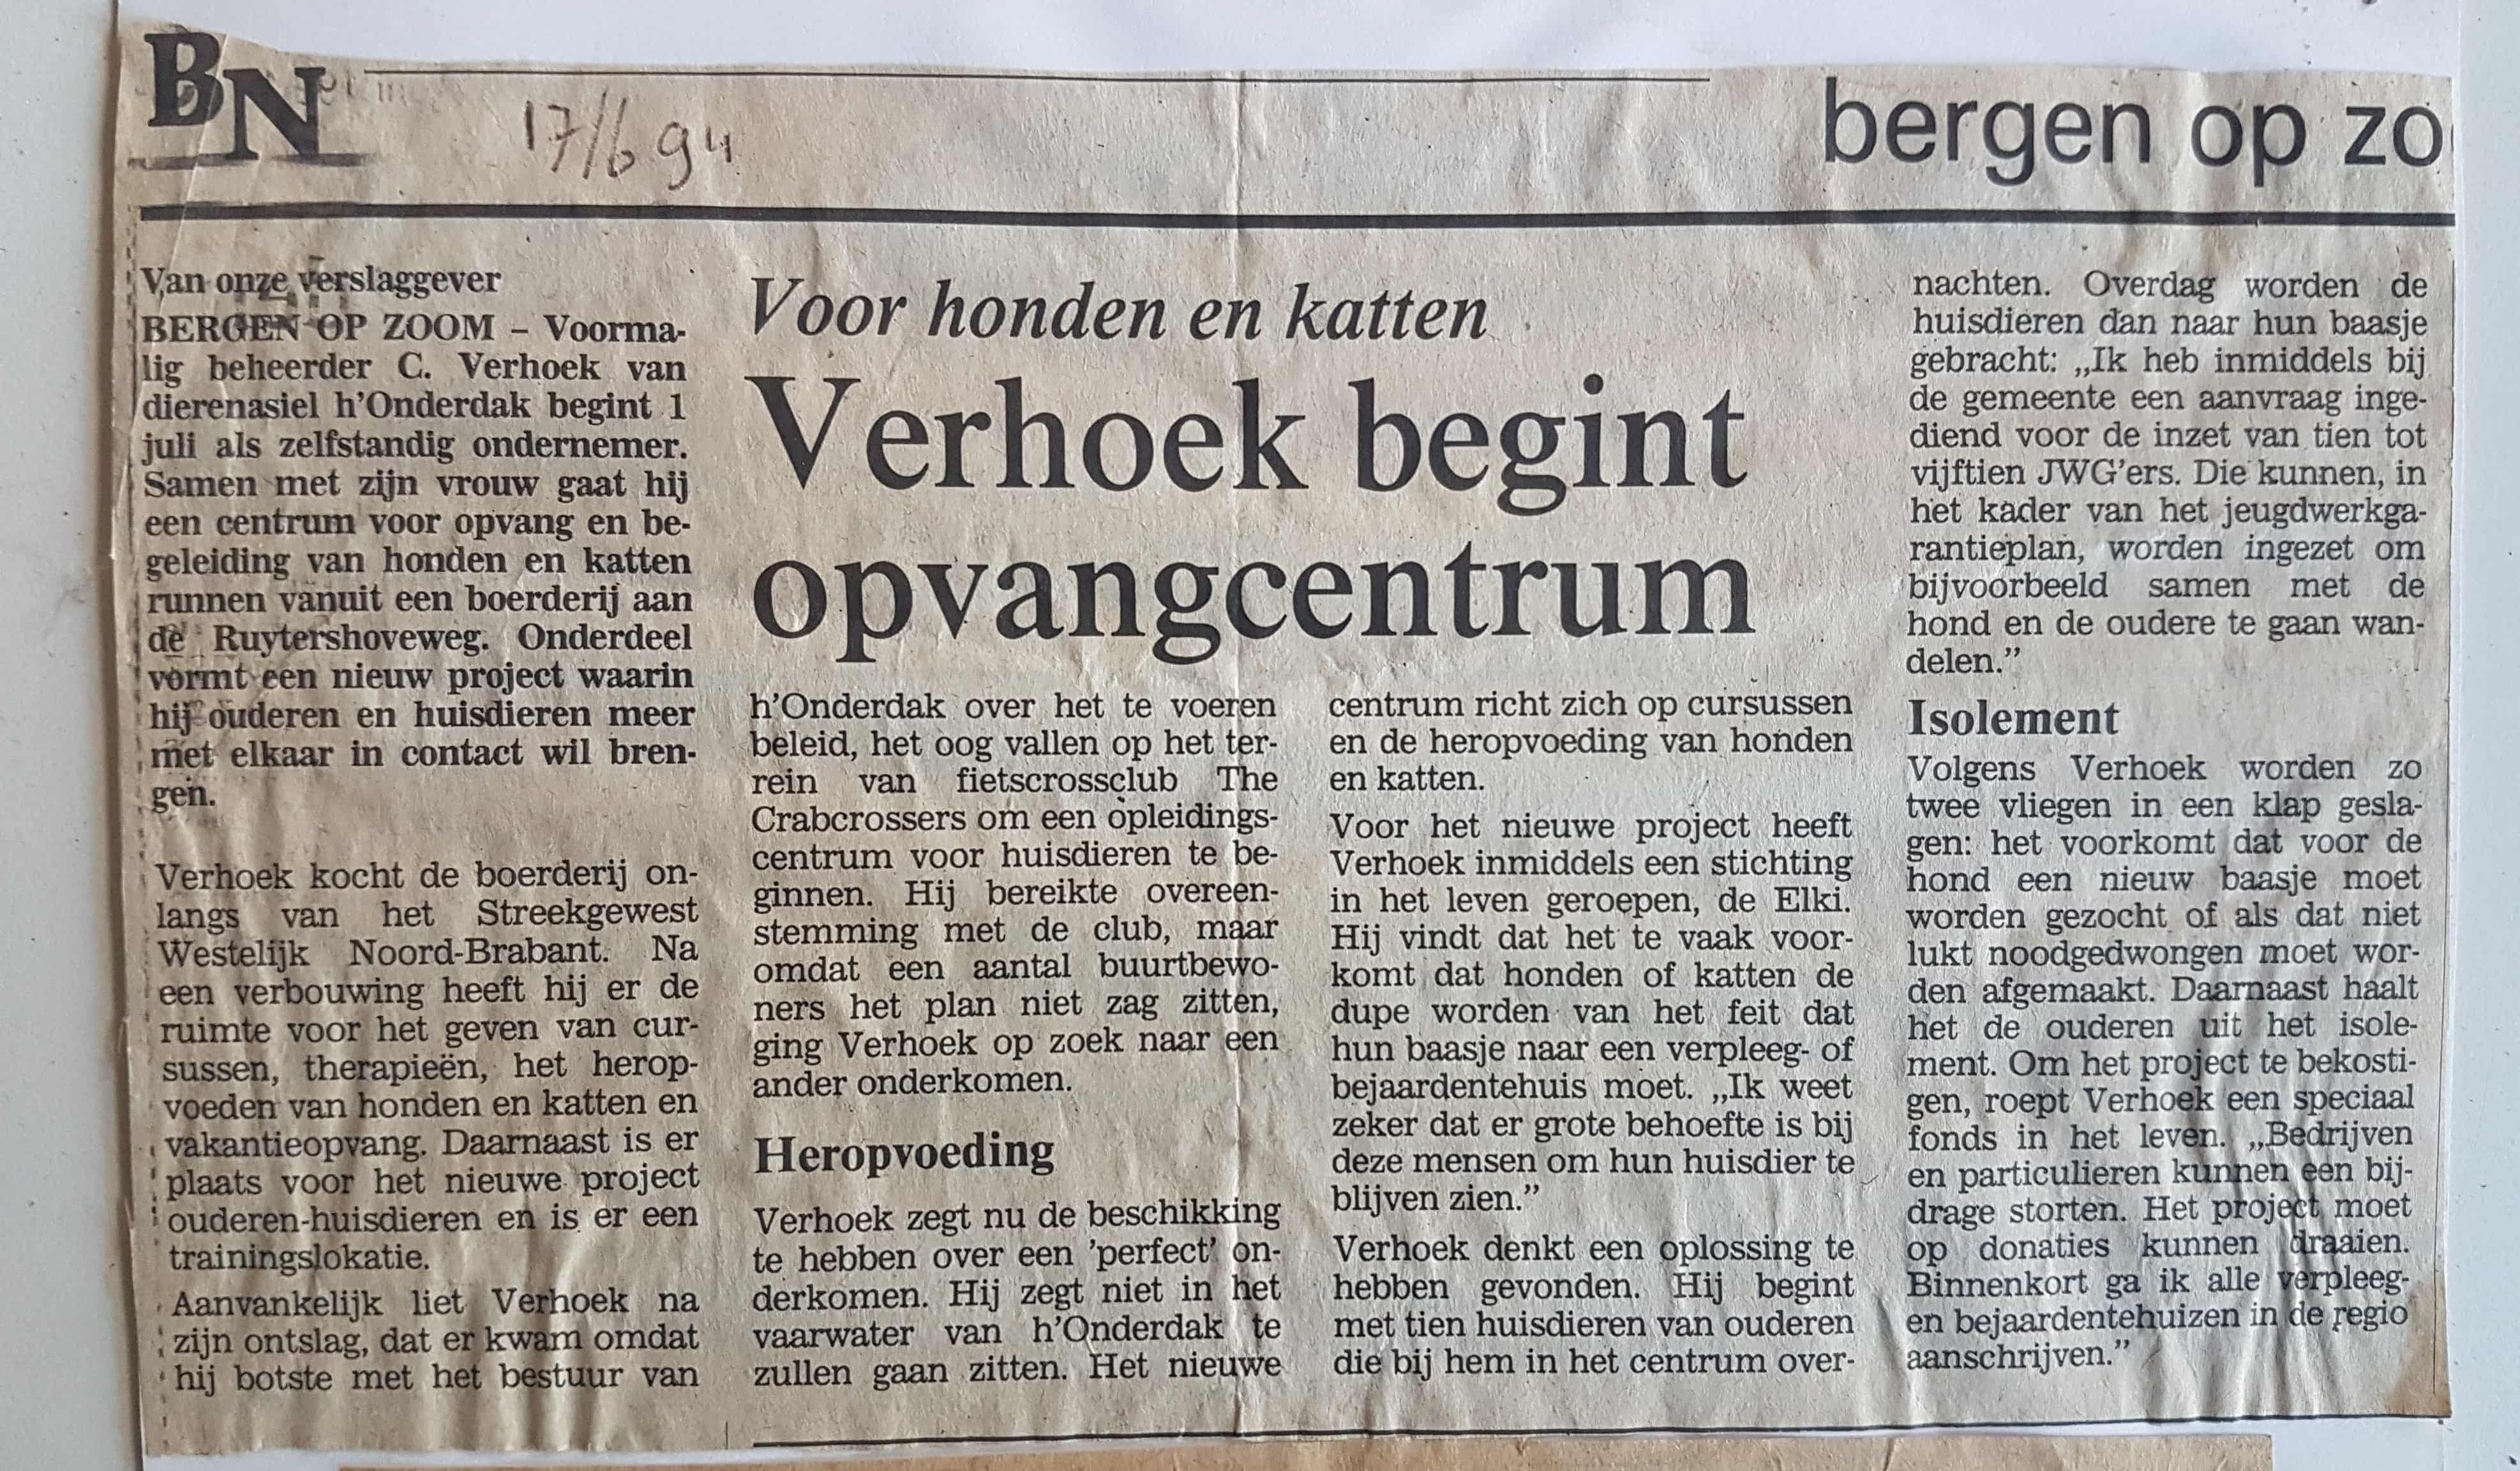 BN
17/6 94
bergen op zo
Van onze verslaggever
BERGEN OP ZOOM – Voorma-
lig beheerder C. Verhoek van
dierenasiel h'Onderdak begint 1
juli als zelfstandig ondernemer.
Samen met zijn vrouw gaat hij
een centrum voor opvang en be-
geleiding van honden en katten
runnen vanuit een boerderij aan
de Ruytershoveweg. Onderdeel
vormt een nieuw project waarin
hij ouderen en huisdieren meer
met elkaar in contact wil bren-
gen.
Verhoek kocht de boerderij on-
langs van het Streekgewest
Westelijk Noord-Brabant. Na
een verbouwing heeft hij er de
ruimte voor het geven van cur-
sussen, therapieën, het herop-
voeden van honden en katten en
vakantieopvang. Daarnaast is er
plaats voor het nieuwe project
ouderen-huisdieren en is er een
trainingslokatie.
Aanvankelijk liet Verhoek na
zijn ontslag, dat er kwam omdat
hij botste met het bestuur van
Voor honden en katten
Verhoek begint
opvangcentrum
h'Onderdak over het te voeren
beleid, het oog vallen op het ter-
rein van fietscrossclub The
Crabcrossers om een opleidings-
centrum voor huisdieren te be-
ginnen. Hij bereikte overeen-
stemming met de club, maar
omdat een aantal buurtbewo-
ners het plan niet zag zitten,
ging Verhoek op zoek naar een
ander onderkomen.
Heropvoeding
Verhoek zegt nu de beschikking
te hebben over een 'perfect' on-
derkomen. Hij zegt niet in het
vaarwater van h'Onderdak te
zullen gaan zitten. Het nieuwe
centrum richt zich op cursussen
en de heropvoeding van honden
en katten.
Voor het nieuwe project heeft
Verhoek inmiddels een stichting
in het leven geroepen, de Elki.
Hij vindt dat het te vaak voor-
komt dat honden of katten de
dupe worden van het feit dat
hun baasje naar een verpleeg- of
bejaardentehuis moet. „Ik weet
zeker dat er grote behoefte is bij
deze mensen om hun huisdier te
blijven zien.”
Verhoek denkt een oplossing te
hebben gevonden. Hij begint
met tien huisdieren van ouderen
die bij hem in het centrum over-
nachten. Overdag worden de
huisdieren dan naar hun baasje
gebracht: „Ik heb inmiddels bij
de gemeente een aanvraag inge-
diend voor de inzet van tien tot
vijftien JWG'ers. Die kunnen, in
het kader van het jeugdwerkga-
rantieplan, worden ingezet om
bijvoorbeeld samen met de
hond en de oudere te gaan wan-
delen.”
Isolement
Volgens Verhoek worden zo
twee vliegen in een klap gesla-
gen: het voorkomt dat voor de
hond een nieuw baasje moet
worden gezocht of als dat niet
lukt noodgedwongen moet wor-
den afgemaakt. Daarnaast haalt
het de ouderen uit het isole-
ment. Om het project te bekosti-
gen, roept Verhoek een speciaal
fonds in het leven. „Bedrijven
en particulieren kunnen een bij-
drage storten. Het project moet
op donaties kunnen draaien.
Binnenkort ga ik alle verpleeg-
en bejaardentehuizen in de regio
aanschrijven.”